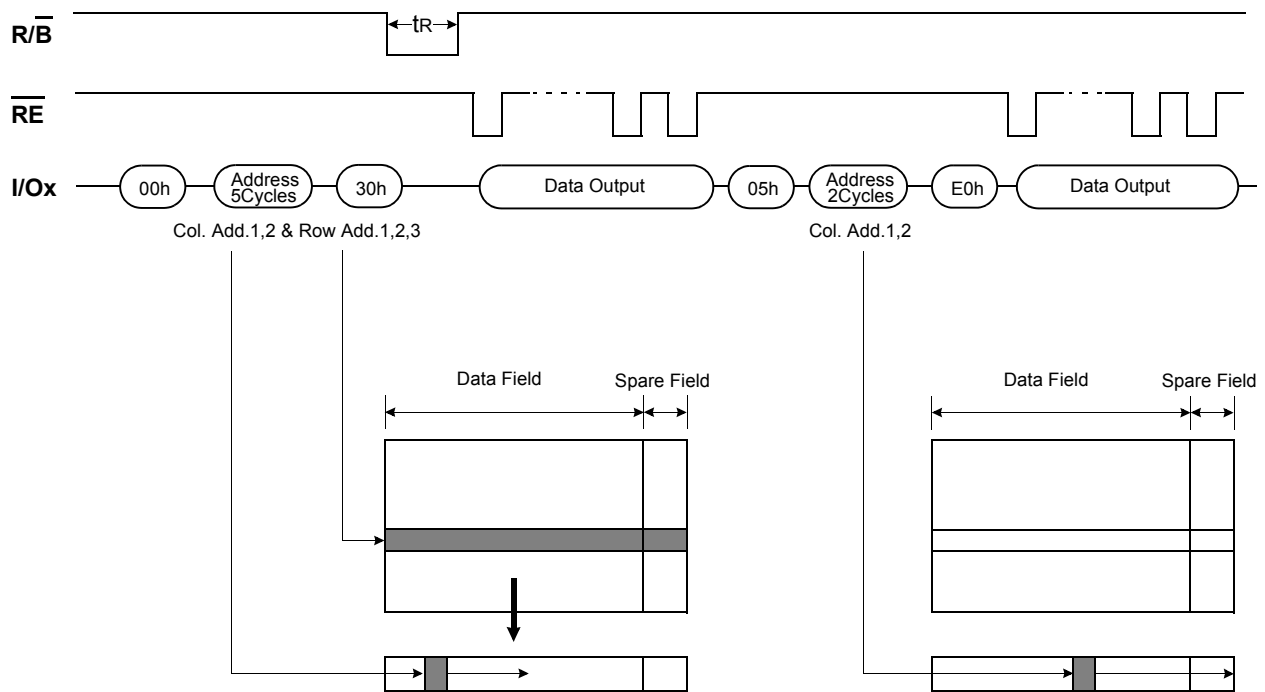 R/B
tR
RE
I/Ox
00h
Address
5Cycles
30h
Data Output
05h
Address
2Cycles
E0h
Data Output
Col. Add.1,2 & Row Add.1,2,3
Col. Add.1,2
Data Field
Spare Field
Data Field
Spare Field